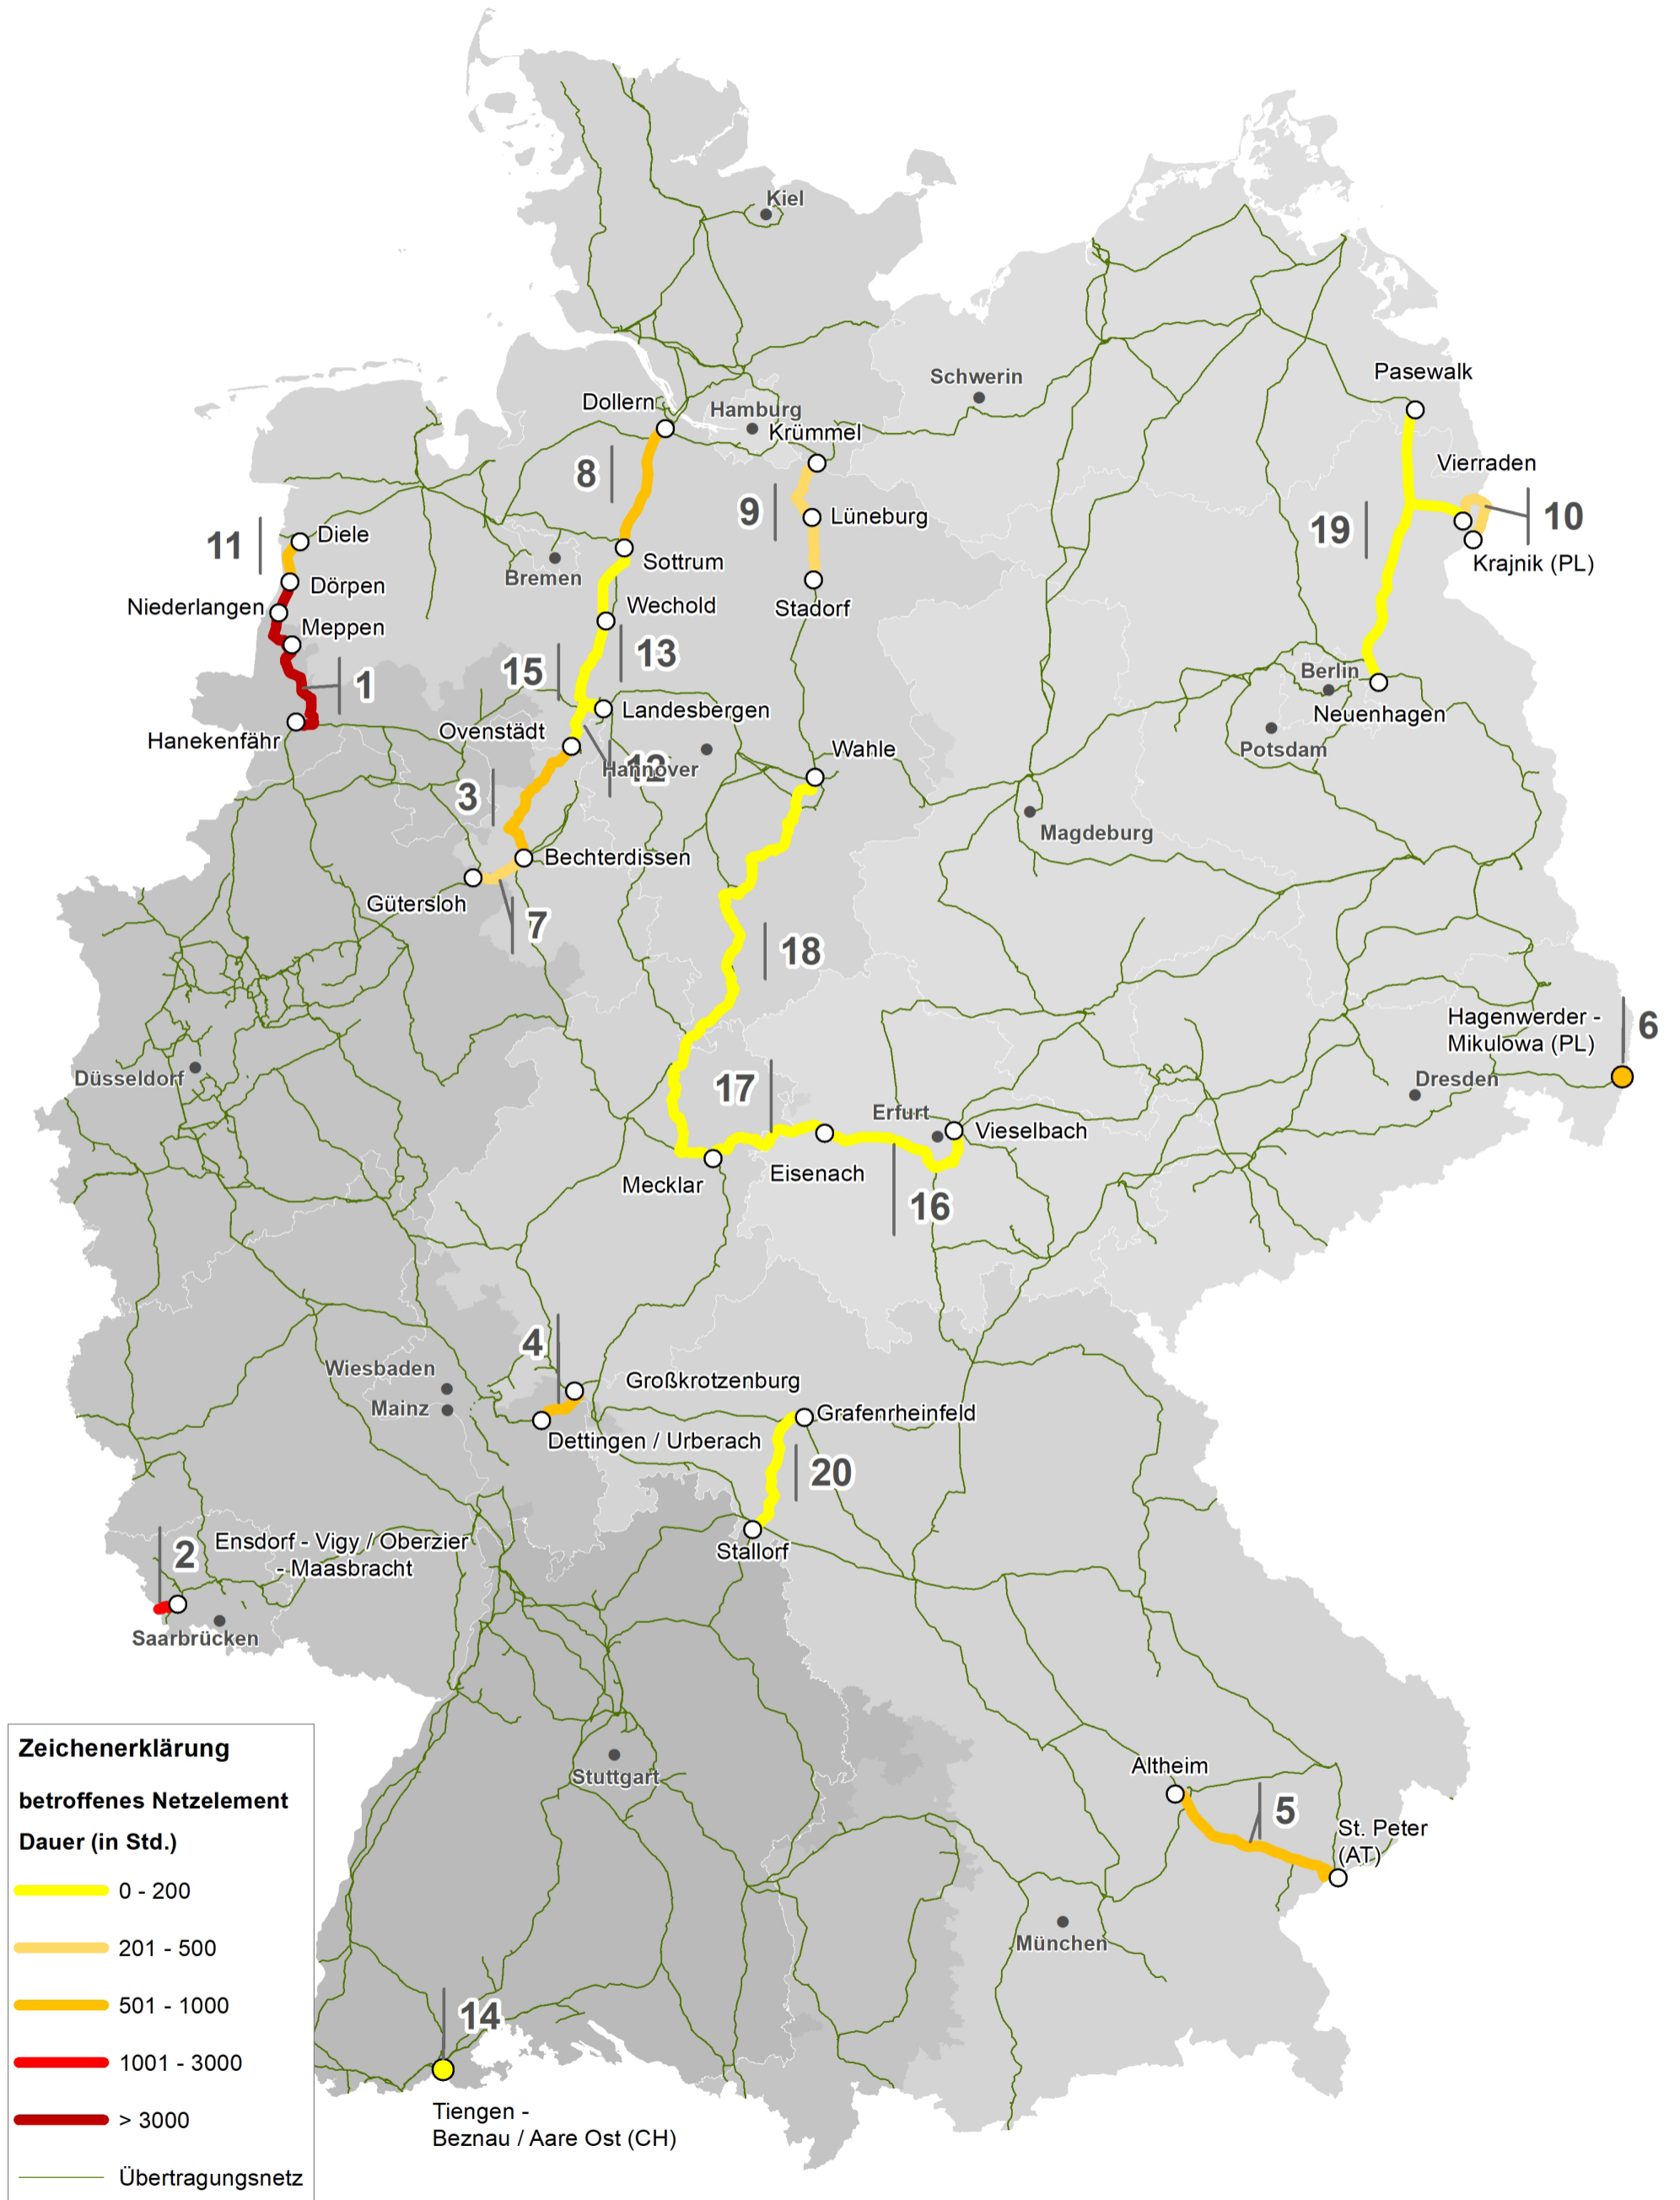 Kiel
Schwerin
Pasewalk
Dollern
Hamburg
Krümmel
Vierraden
8
9
19
10
Lüneburg
11
Diele
Sottrum
Krajnik (PL)
Bremen
Dörpen
Niederlangen
Wechold
Stadorf
Meppen
15
13
1
Berlin
Landesbergen
Neuenhagen
Ovenstädt
Hanekenfähr
Wahle
Potsdam
Hannover
12
3
Magdeburg
Bechterdissen
Gütersloh
7
18
Hagenwerder -
Mikulowa (PL)
6
Düsseldorf
17
Dresden
Erfurt
Vieselbach
Eisenach
Mecklar
16
4
Wiesbaden
Großkrotzenburg
Mainz
Grafenrheinfeld
Dettingen / Urberach
20
Ensdorf - Vigy / Oberzier
- Maasbracht
2
Stallorf
Saarbrücken
Stuttgart
Altheim
5
St. Peter
(AT)
München
14
Tiengen -
Beznau / Aare Ost (CH)
Zeichenerklärung
betroffenes Netzelement
Dauer (in Std.)
0 - 200
201 - 500
501 - 1000
1001 - 3000
> 3000
Übertragungsnetz